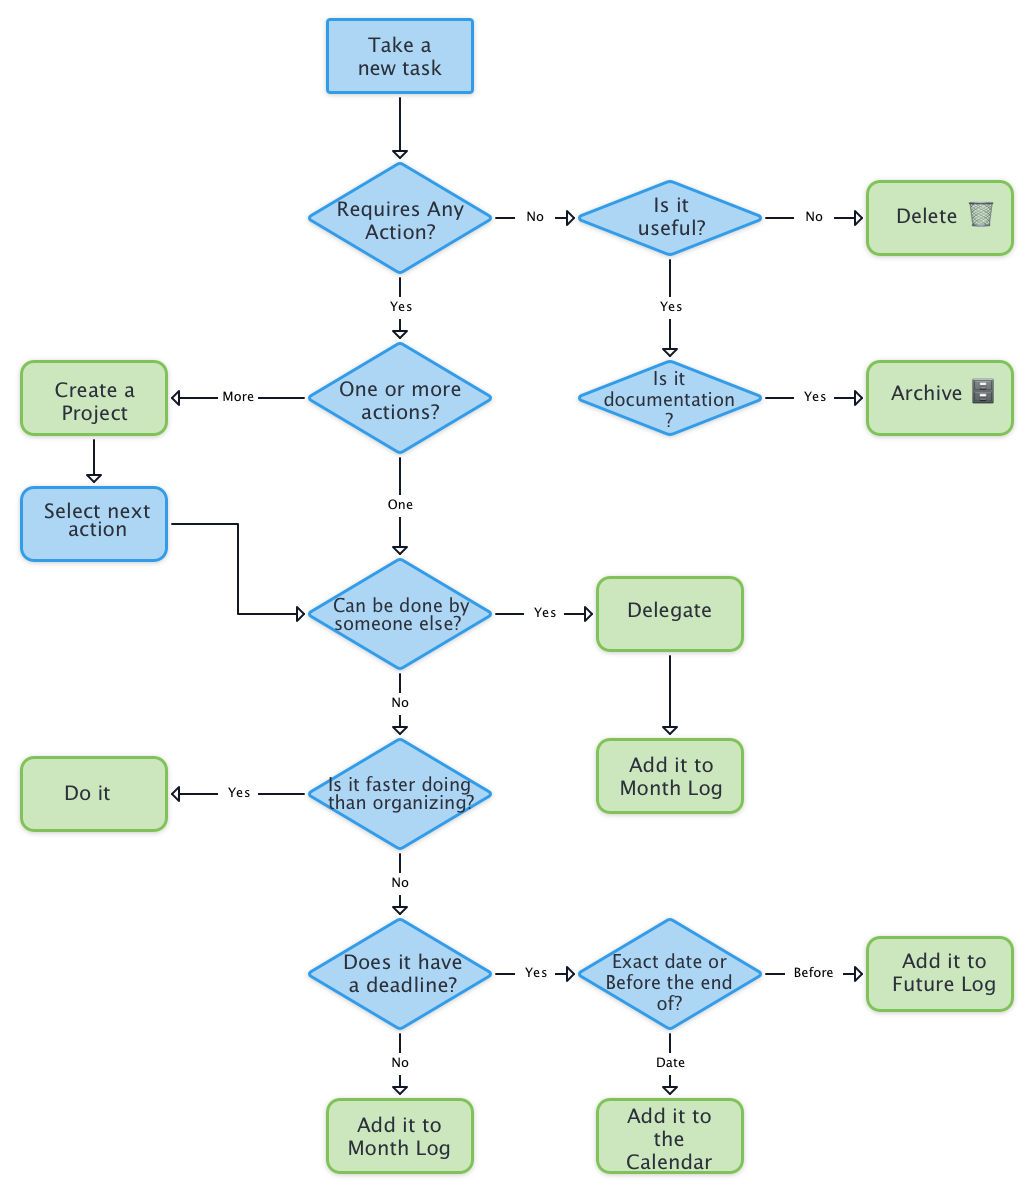 Take a
new task
Requires Any
Action?
No
Is it
useful?
No
Delete
Yes
Yes
Create a
Project
More
One or more
actions?
Is it
documentation
?
Yes
Archive
Select next
action
One
Can be done by
someone else?
Yes
Delegate
No
Do it
Yes
Is it faster doing
than organizing?
Add it to
Month Log
No
Does it have
a deadline?
Yes
Exact date or
Before the end
of?
Before
Add it to
Future Log
No
Date
Add it to
Month Log
Add it to
the
Calendar